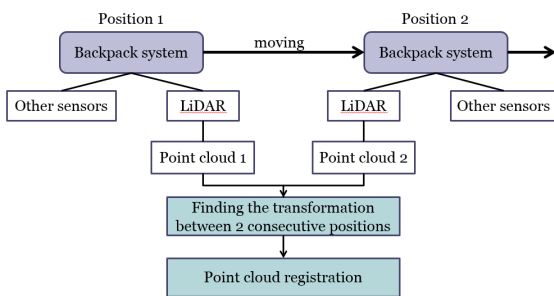 Position 1
Position 2
Backpack system
moving
Backpack system
Other sensors
LiDAR
LiDAR
Other sensors
Point cloud 1
Point cloud 2
Finding the transformation
between 2 consecutive positions
Point cloud registration